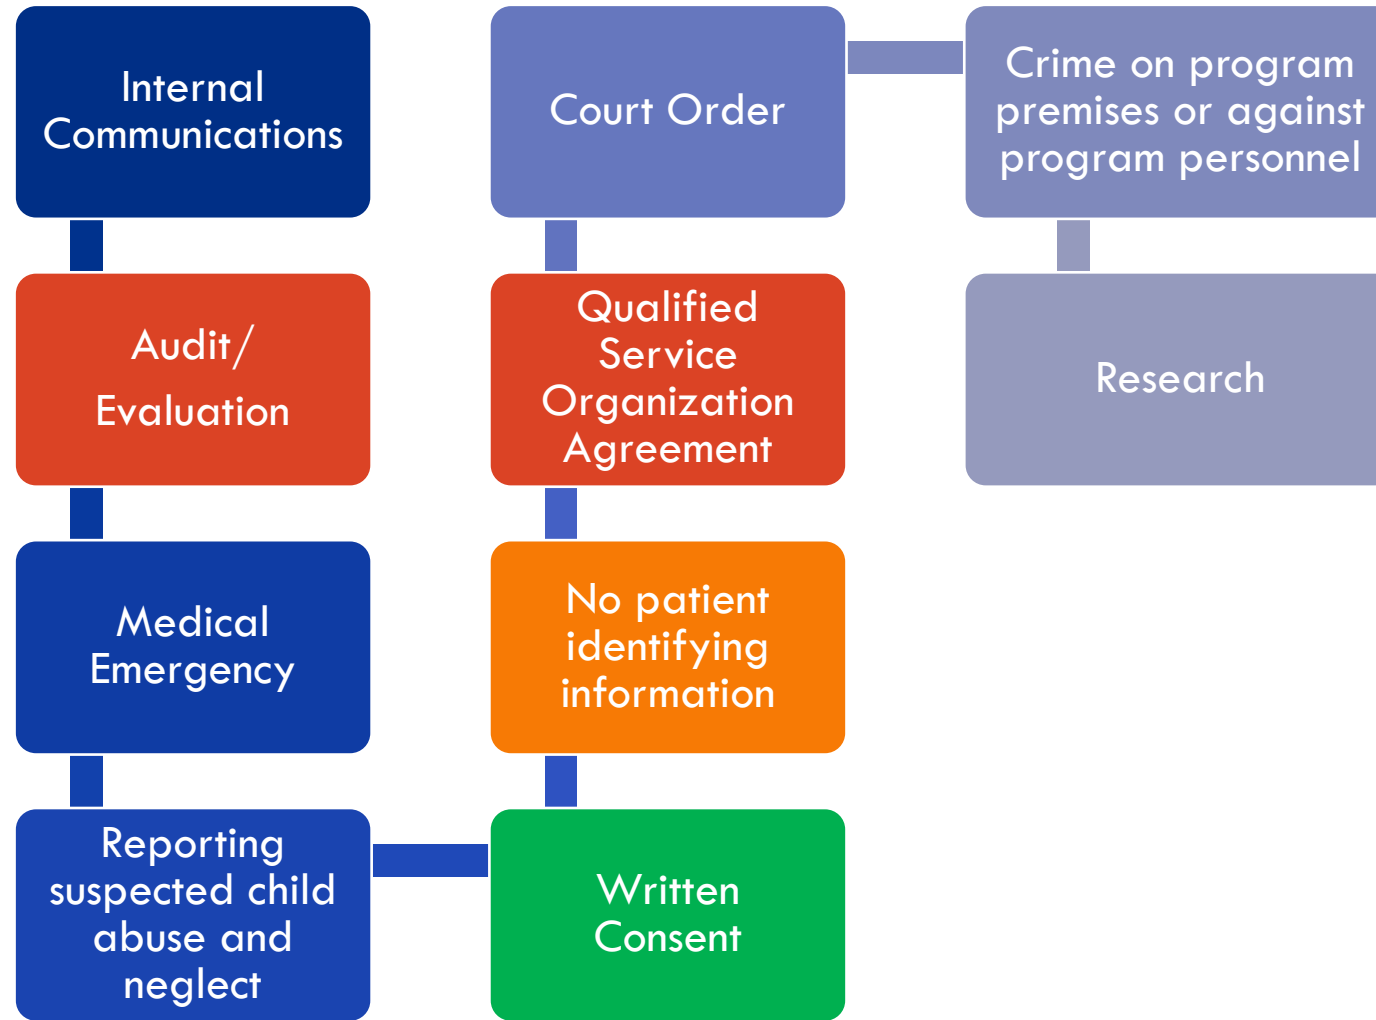 Internal
Communications
Audit/
Evaluation
Medical
Emergency
Reporting
suspected child
abuse and
neglect
Written
Consent
No patient
identifying
information
Qualified
Service
Organization
Agreement
Court Order
Crime on program
premises or against
program personnel
Research